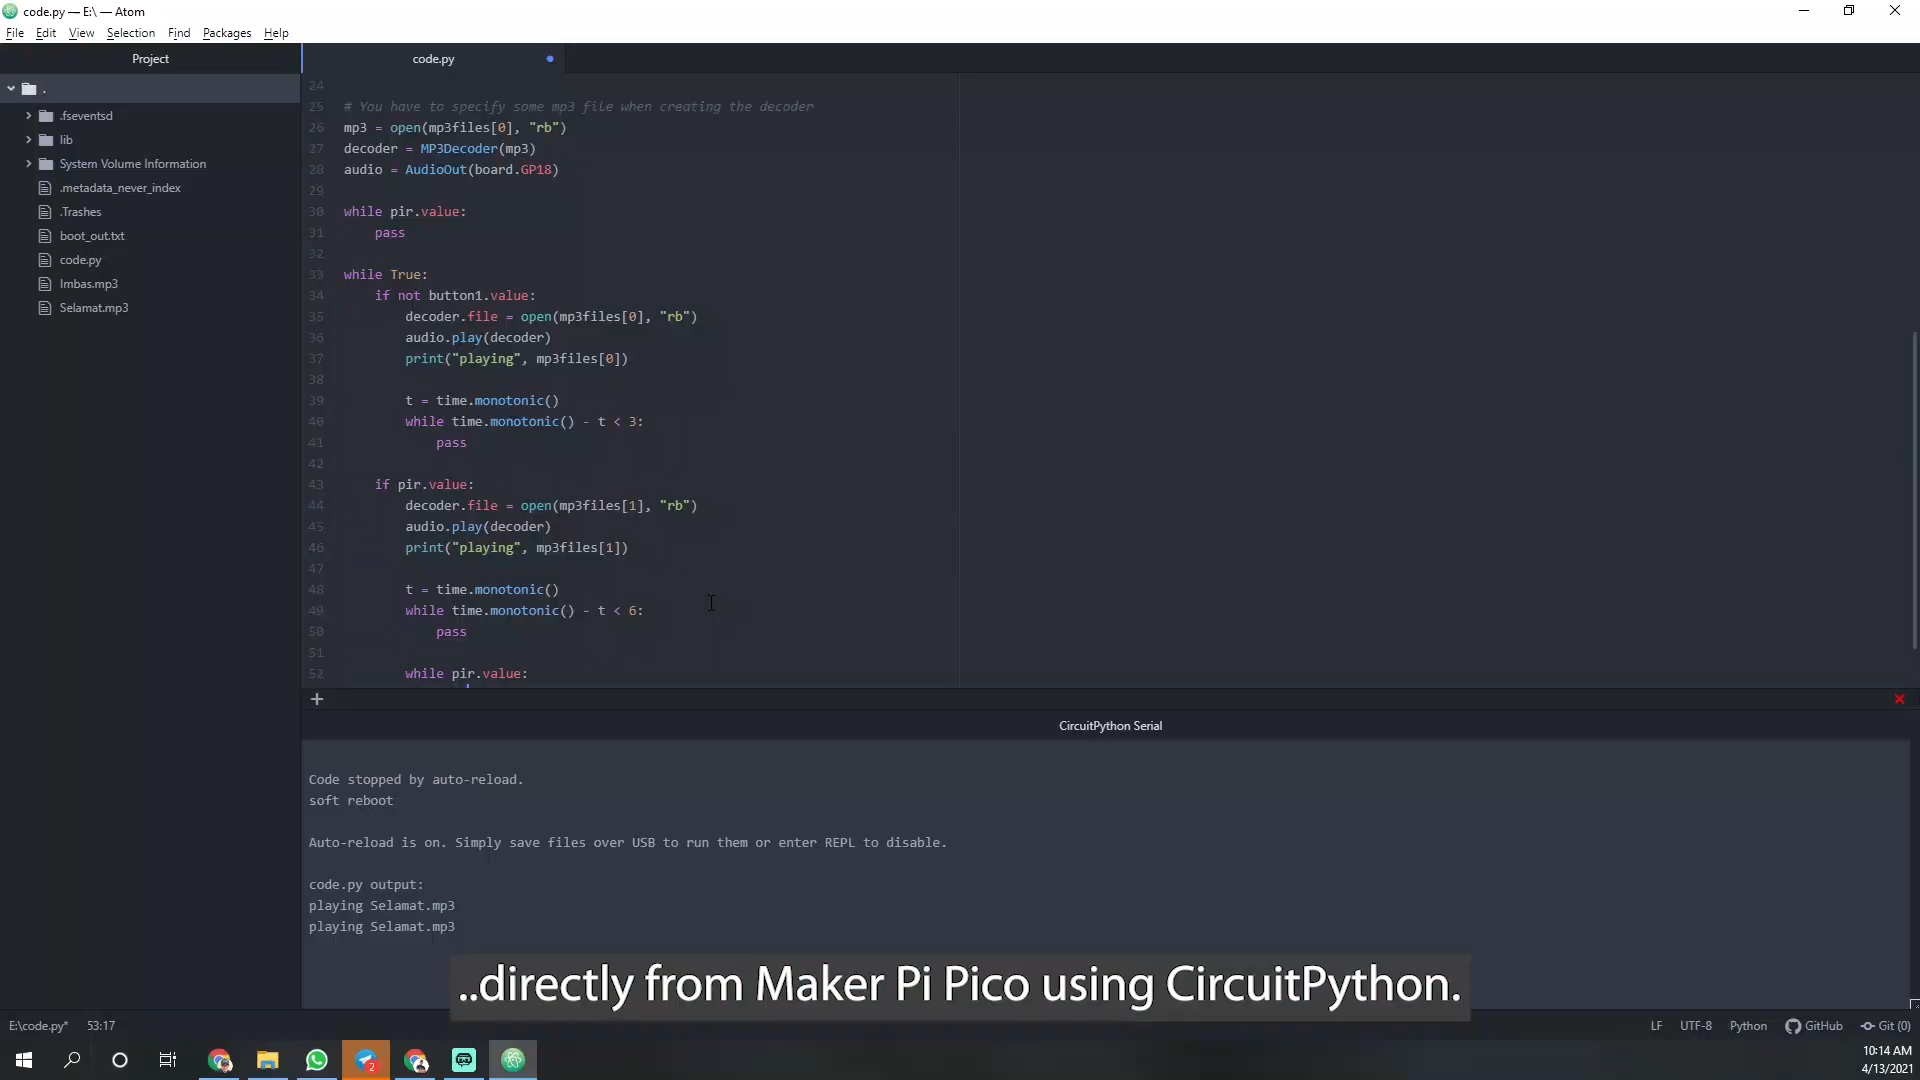 code.py — E:\ — Atom
File Edit View Selection Find Packages Help
Project
code.py
.
.fseventsd
lib
System Volume Information
.metadata_never_index
.Trashes
boot_out.txt
code.py
Imbas.mp3
Selamat.mp3
24
25 # You have to specify some mp3 file when creating the decoder
26 mp3 = open(mp3files[0], "rb")
27 decoder = MP3Decoder(mp3)
28 audio = AudioOut(board.GP18)
29
30 while pir.value:
31     pass
32
33 while True:
34     if not button1.value:
35         decoder.file = open(mp3files[0], "rb")
36         audio.play(decoder)
37         print("playing", mp3files[0])
38
39         t = time.monotonic()
40         while time.monotonic() - t < 3:
41             pass
42
43     if pir.value:
44         decoder.file = open(mp3files[1], "rb")
45         audio.play(decoder)
46         print("playing", mp3files[1])
47
48         t = time.monotonic()
49         while time.monotonic() - t < 6:
50             pass
51
52         while pir.value:
CircuitPython Serial
Code stopped by auto-reload.
soft reboot
Auto-reload is on. Simply save files over USB to run them or enter REPL to disable.
code.py output:
playing Selamat.mp3
playing Selamat.mp3
..directly from Maker Pi Pico using CircuitPython.
E:\code.py* 53:17
LF UTF-8 Python GitHub Git (0)
2
10:14 AM
4/13/2021